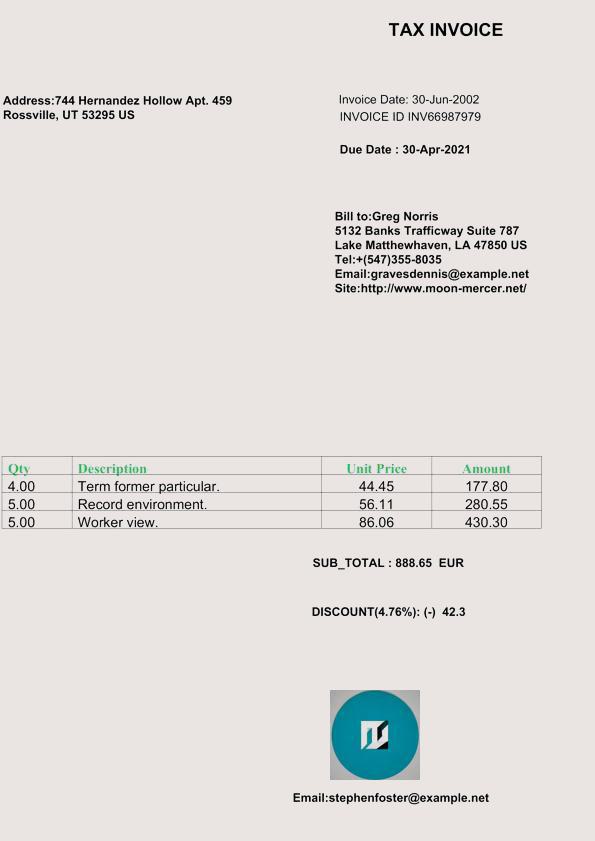 TAX INVOICE
Address:744 Hernandez Hollow Apt. 459
Rossville, UT 53295 US
Invoice Date: 30-Jun-2002
INVOICE ID INV66987979
Due Date : 30-Apr-2021
Bill to:Greg Norris
5132 Banks Trafficway Suite 787
Lake Matthewhaven, LA 47850 US
Tel:+(547)355-8035
Email:gravesdennis@example.net
Site:http://www.moon-mercer.net/
Qty Description Unit Price Amount
4.00 Term former particular. 44.45 177.80
5.00 Record environment. 56.11 280.55
5.00 Worker view. 86.06 430.30
SUB_TOTAL : 888.65 EUR
DISCOUNT(4.76%): (-) 42.3
Email:stephenfoster@example.net